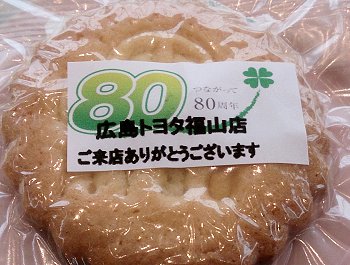 80
つながって
80周年
広島トヨタ福山店
ご来店ありがとうございます